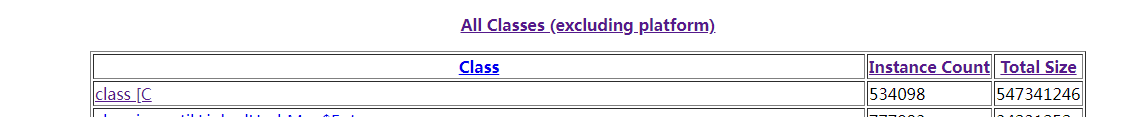 All Classes (excluding platform)
Class Instance Count Total Size
class [C 534098 547341246